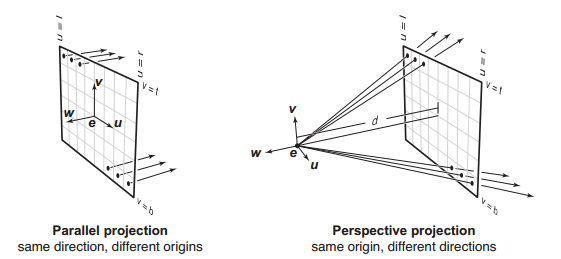 u = l
u = r
v = t
v
w
e
u
v = b
Parallel projection
same direction, different origins
u = l
u = r
v = t
v
d
w
e
u
v = b
Perspective projection
same origin, different directions